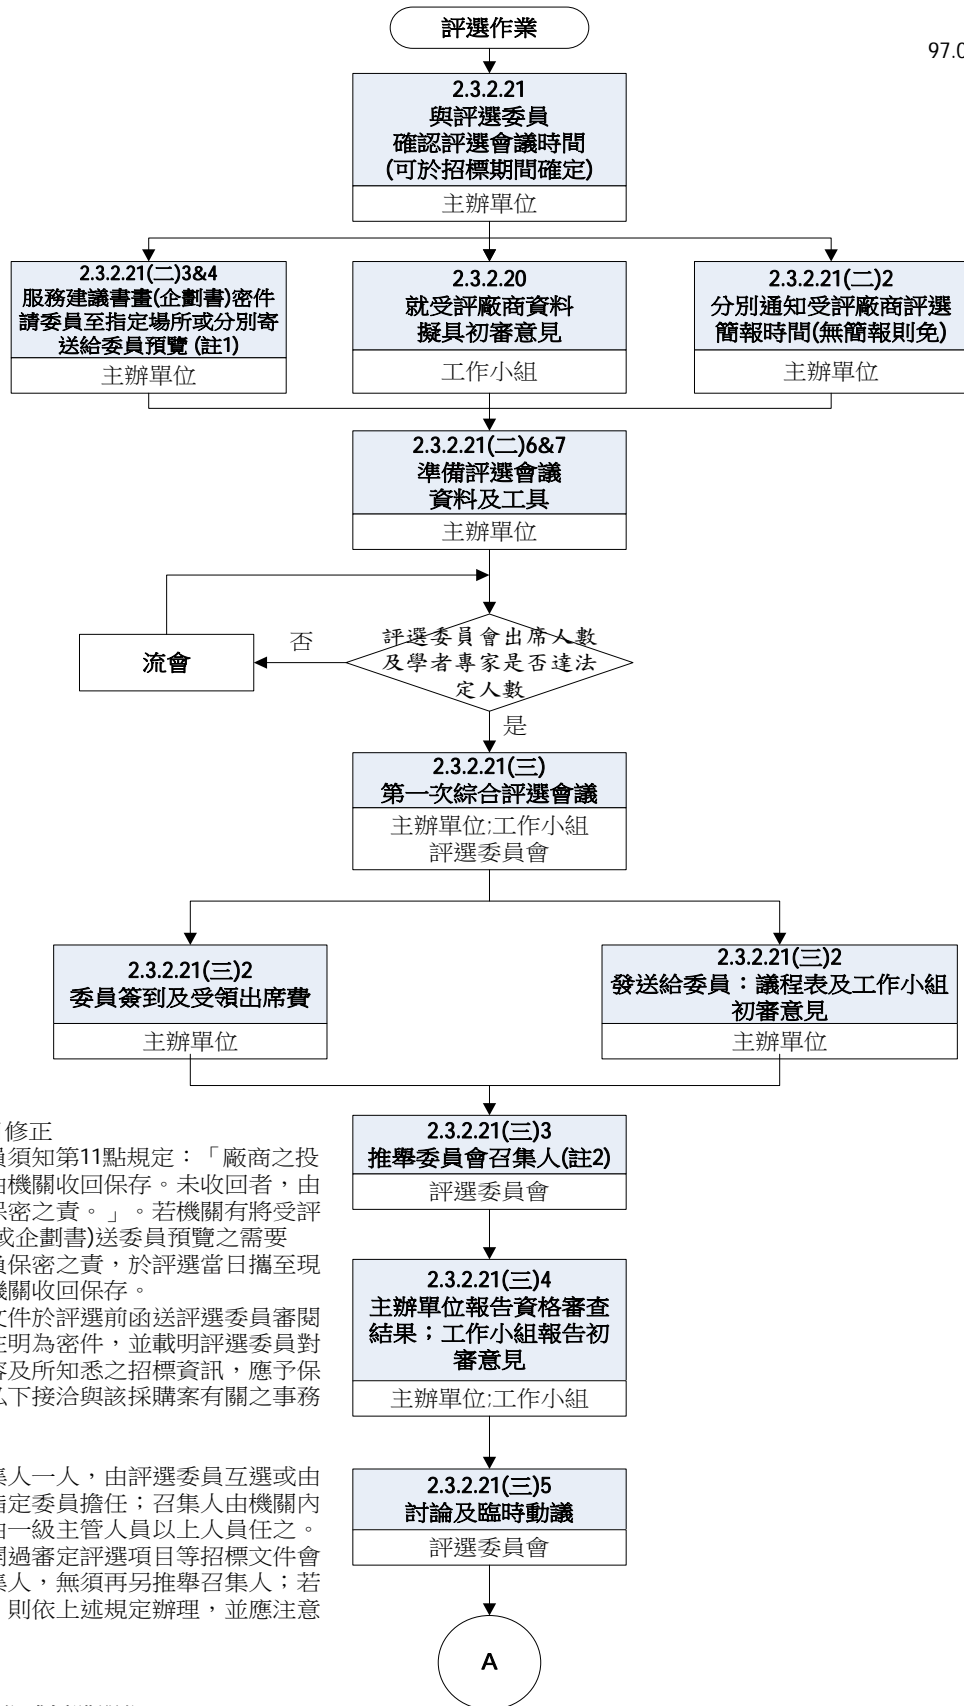 評選作業
97.0
2.3.2.21
與評選委員
確認評選會議時間
(可於招標期間確定)
主辦單位
2.3.2.21(二)3&4
服務建議書畫(企劃書)密件
請委員至指定場所或分別寄
送給委員預覽 (註1)
主辦單位
2.3.2.20
就受評廠商資料
擬具初審意見
工作小組
2.3.2.21(二)2
分別通知受評廠商評選
簡報時間(無簡報則免)
主辦單位
2.3.2.21(二)6&7
準備評選會議
資料及工具
主辦單位
評選委員會出席人數
及學者專家是否達法
定人數
否
流會
是
2.3.2.21(三)
第一次綜合評選會議
主辦單位;工作小組
評選委員會
2.3.2.21(三)2
委員簽到及受領出席費
主辦單位
2.3.2.21(三)2
發送給委員：議程表及工作小組
初審意見
主辦單位
2.3.2.21(三)3
推舉委員會召集人(註2)
評選委員會
2.3.2.21(三)4
主辦單位報告資格審查
結果；工作小組報告初
審意見
主辦單位;工作小組
2.3.2.21(三)5
討論及臨時動議
評選委員會
A
修正
員須知第11點規定：「廠商之投
由機關收回保存。未收回者，由
保密之責。」。若機關有將受評
或企劃書)送委員預覽之需要
負保密之責，於評選當日攜至現
機關收回保存。
文件於評選前函送評選委員審閱
注明為密件，並載明評選委員對
容及所知悉之招標資訊，應予保
私下接洽與該採購案有關之事務
集人一人，由評選委員互選或由
指定委員擔任；召集人由機關內
由一級主管人員以上人員任之。
開過審定評選項目等招標文件會
集人，無須再另推舉召集人；若
則依上述規定辦理，並應注意